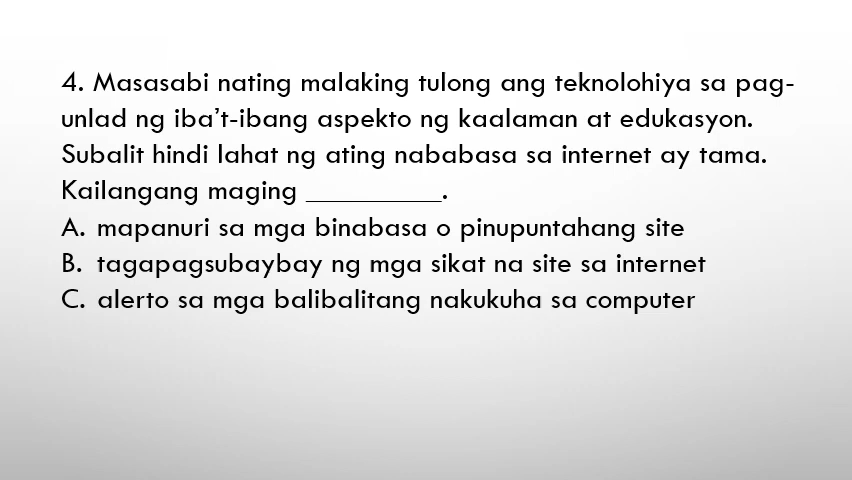 4. Masasabi nating malaking tulong ang teknolohiya sa pag-
unlad ng iba’t-ibang aspekto ng kaalaman at edukasyon.
Subalit hindi lahat ng ating nababasa sa internet ay tama.
Kailangang maging __________.
A. mapanuri sa mga binabasa o pinupuntahang site
B. tagapagsubaybay ng mga sikat na site sa internet
C. alerto sa mga balibalitang nakukuha sa computer